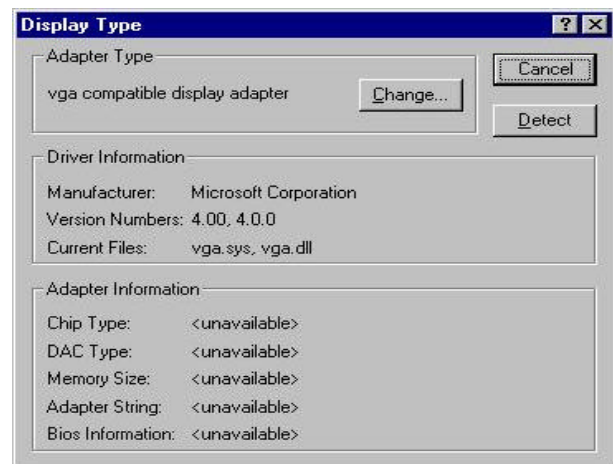 Display Type
Adapter Type
vga compatible display adapter
Change...
Cancel
Detect
Driver Information
Manufacturer: Microsoft Corporation
Version Numbers: 4.00, 4.0.0
Current Files: vga.sys, vga.dll
Adapter Information
Chip Type: <unavailable>
DAC Type: <unavailable>
Memory Size: <unavailable>
Adapter String: <unavailable>
Bios Information: <unavailable>